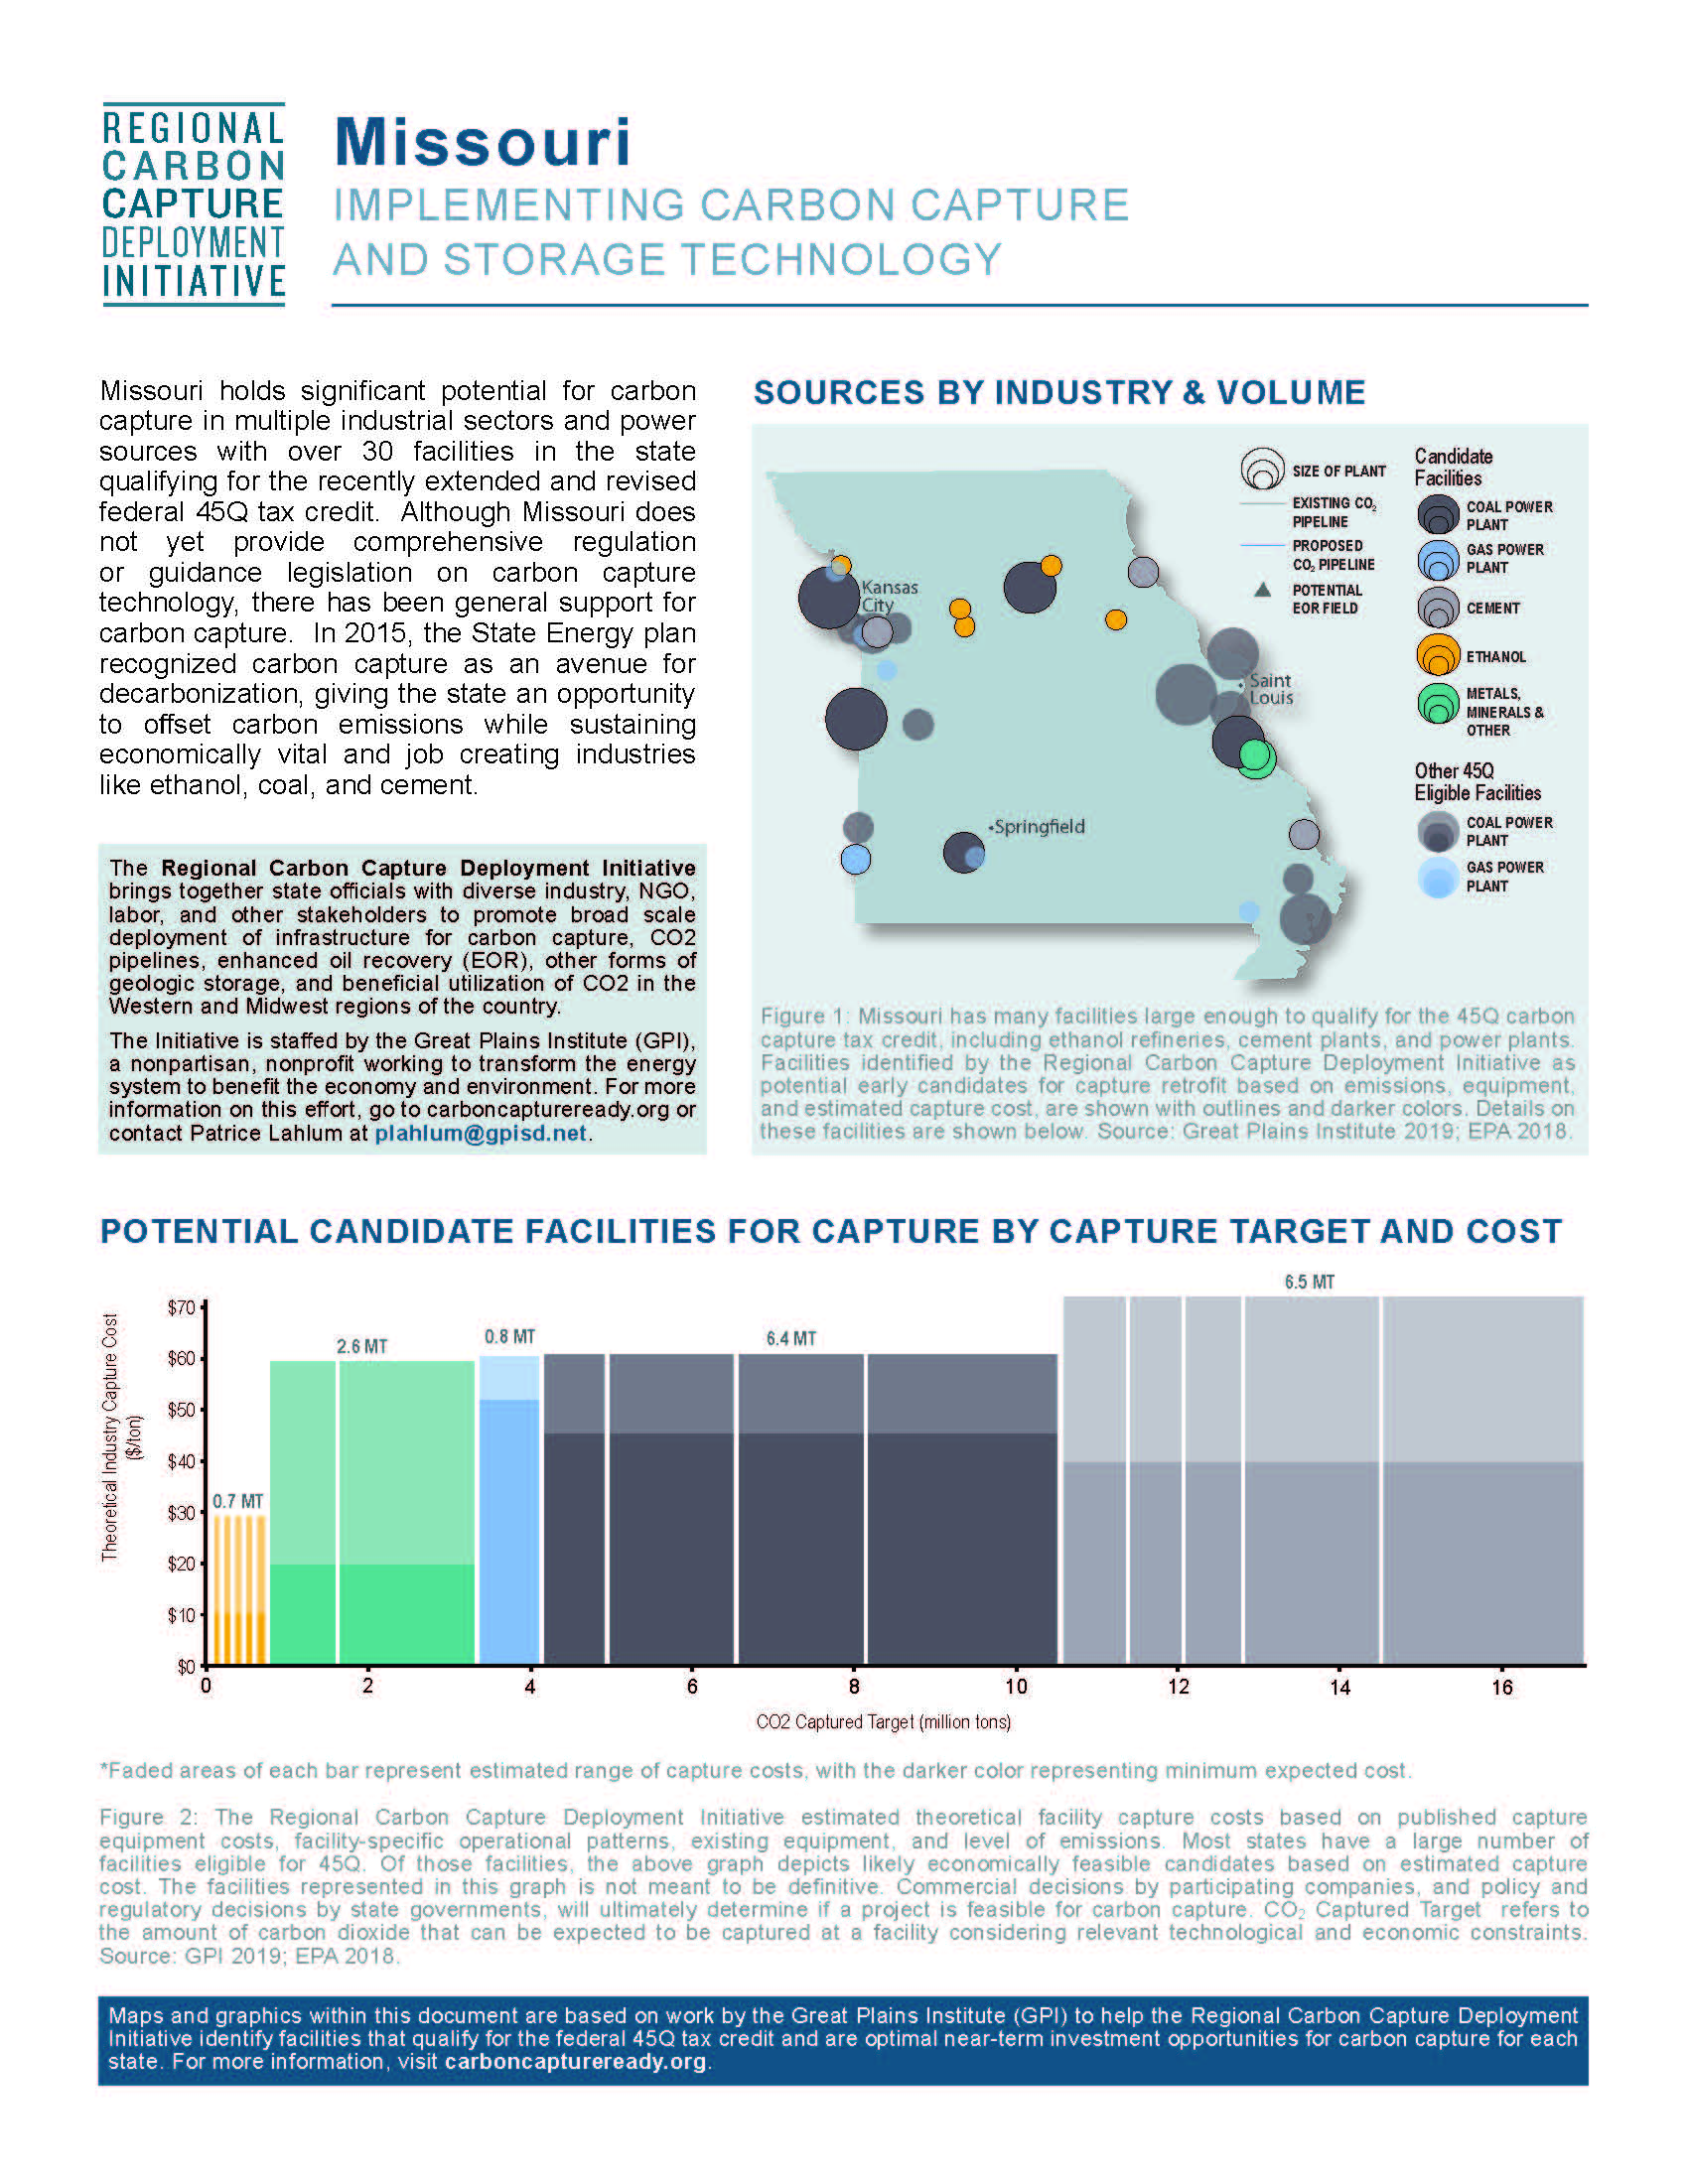 REGIONAL
CARBON
CAPTURE
DEPLOYMENT
INITIATIVE
Missouri
IMPLEMENTING CARBON CAPTURE
AND STORAGE TECHNOLOGY
Missouri holds significant potential for carbon
capture in multiple industrial sectors and power
sources with over 30 facilities in the state
qualifying for the recently extended and revised
federal 45Q tax credit. Although Missouri does
not yet provide comprehensive regulation
or guidance legislation on carbon capture
technology, there has been general support for
carbon capture. In 2015, the State Energy plan
recognized carbon capture as an avenue for
decarbonization, giving the state an opportunity
to offset carbon emissions while sustaining
economically vital and job creating industries
like ethanol, coal, and cement.
The Regional Carbon Capture Deployment Initiative
brings together state officials with diverse industry, NGO,
labor, and other stakeholders to promote broad scale
deployment of infrastructure for carbon capture, CO2
pipelines, enhanced oil recovery (EOR), other forms of
geologic storage, and beneficial utilization of CO2 in the
Western and Midwest regions of the country.
The Initiative is staffed by the Great Plains Institute (GPI),
a nonpartisan, nonprofit working to transform the energy
system to benefit the economy and environment. For more
information on this effort, go to carboncaptureready.org or
contact Patrice Lahlum at plahlum@gpisd.net.
SOURCES BY INDUSTRY & VOLUME
SIZE OF PLANT
EXISTING CO₂
PIPELINE
PROPOSED
CO₂ PIPELINE
POTENTIAL
EOR FIELD
Candidate
Facilities
COAL POWER
PLANT
GAS POWER
PLANT
CEMENT
ETHANOL
METALS,
MINERALS &
OTHER
Other 45Q
Eligible Facilities
COAL POWER
PLANT
GAS POWER
PLANT
Kansas
City
Saint
Louis
Springfield
Figure 1: Missouri has many facilities large enough to qualify for the 45Q carbon
capture tax credit, including ethanol refineries, cement plants, and power plants.
Facilities identified by the Regional Carbon Capture Deployment Initiative as
potential early candidates for capture retrofit based on emissions, equipment,
and estimated capture cost, are shown with outlines and darker colors. Details on
these facilities are shown below. Source: Great Plains Institute 2019; EPA 2018.
POTENTIAL CANDIDATE FACILITIES FOR CAPTURE BY CAPTURE TARGET AND COST
Theoretical Industry Capture Cost
($/ton)
$70
$60
$50
$40
$30
$20
$10
$0
0.7 MT
2.6 MT
0.8 MT
6.4 MT
6.5 MT
0 2 4 6 8 10 12 14 16
CO2 Captured Target (million tons)
*Faded areas of each bar represent estimated range of capture costs, with the darker color representing minimum expected cost.
Figure 2: The Regional Carbon Capture Deployment Initiative estimated theoretical facility capture costs based on published capture
equipment costs, facility-specific operational patterns, existing equipment, and level of emissions. Most states have a large number of
facilities eligible for 45Q. Of those facilities, the above graph depicts likely economically feasible candidates based on estimated capture
cost. The facilities represented in this graph is not meant to be definitive. Commercial decisions by participating companies, and policy and
regulatory decisions by state governments, will ultimately determine if a project is feasible for carbon capture. CO₂ Captured Target refers to
the amount of carbon dioxide that can be expected to be captured at a facility considering relevant technological and economic constraints.
Source: GPI 2019; EPA 2018.
Maps and graphics within this document are based on work by the Great Plains Institute (GPI) to help the Regional Carbon Capture Deployment
Initiative identify facilities that qualify for the federal 45Q tax credit and are optimal near-term investment opportunities for carbon capture for each
state. For more information, visit carboncaptureready.org.